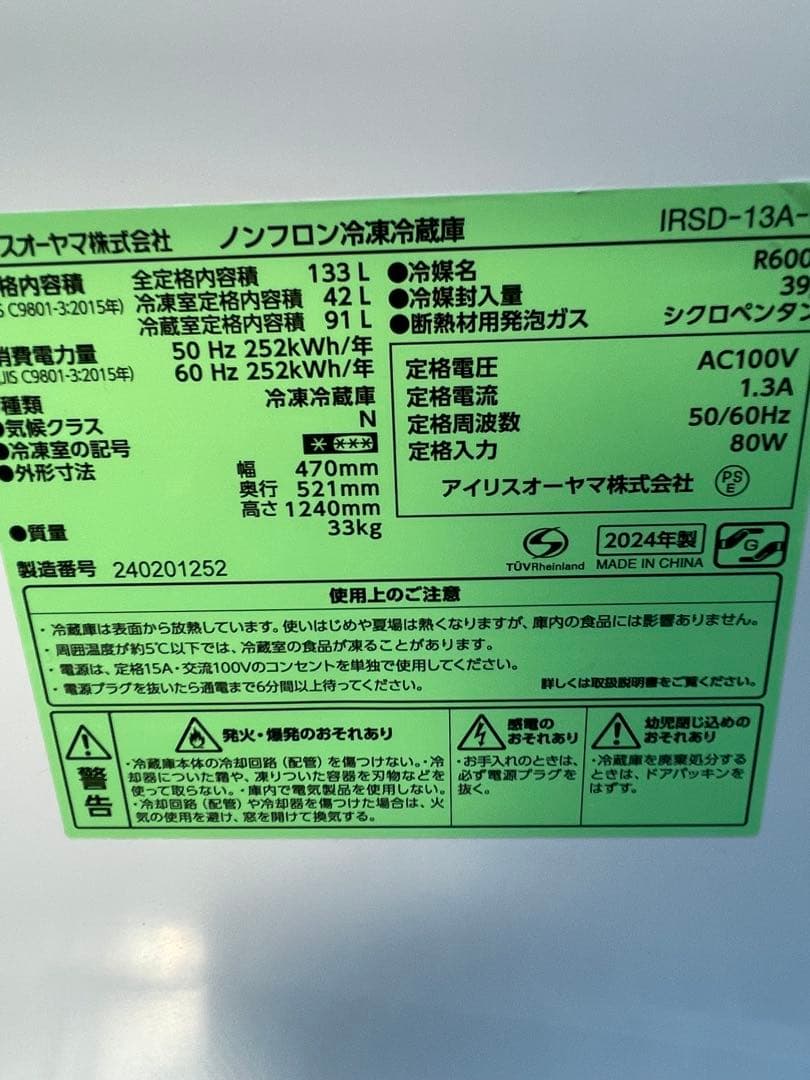 スオーヤマ株式会社 ノンフロン冷凍冷蔵庫 IRSD-13A-
格内容積 全定格内容積 133 L
S C9801-3:2015年) 冷凍室定格内容積 42 L
冷蔵室定格内容積 91 L
消費電力量 50 Hz 252kWh/年
JIS C9801-3:2015年) 60 Hz 252kWh/年
種類 冷凍冷蔵庫
●気候クラス N
●冷凍室の記号
●外形寸法 幅 470mm
奥行 521mm
高さ 1240mm
●質量 33kg
製造番号 240201252
●冷媒名 R600
●冷媒封入量 39
●断熱材用発泡ガス シクロペンタン
定格電圧 AC100V
定格電流 1.3A
定格周波数 50/60Hz
定格入力 80W
アイリスオーヤマ株式会社 PS E
TÜVRheinland
2024年製
MADE IN CHINA
G
使用上のご注意
・冷蔵庫は表面から放熱しています。使いはじめや夏場は熱くなりますが、庫内の食品には影響ありません。
・周囲温度が約5℃以下では、冷蔵室の食品が凍ることがあります。
・電源は、定格15A・交流100Vのコンセントを単独で使用してください。
・電源プラグを抜いたら通電まで6分間以上待ってください。 詳しくは取扱説明書をご覧ください。
警告
発火・爆発のおそれあり
・冷蔵庫本体の冷却回路（配管）を傷つけない。・冷
却器についた霜や、凍りついた容器を刃物などを
使って取らない。・庫内で電気製品を使用しない。
・冷却回路（配管）や冷却器を傷つけた場合は、火
気の使用を避け、窓を開けて換気する。
感電の
おそれあり
・お手入れのときは、
必ず電源プラグを
抜く。
幼児閉じ込めの
おそれあり
・冷蔵庫を廃棄処分する
ときは、ドアパッキンを
はずす。